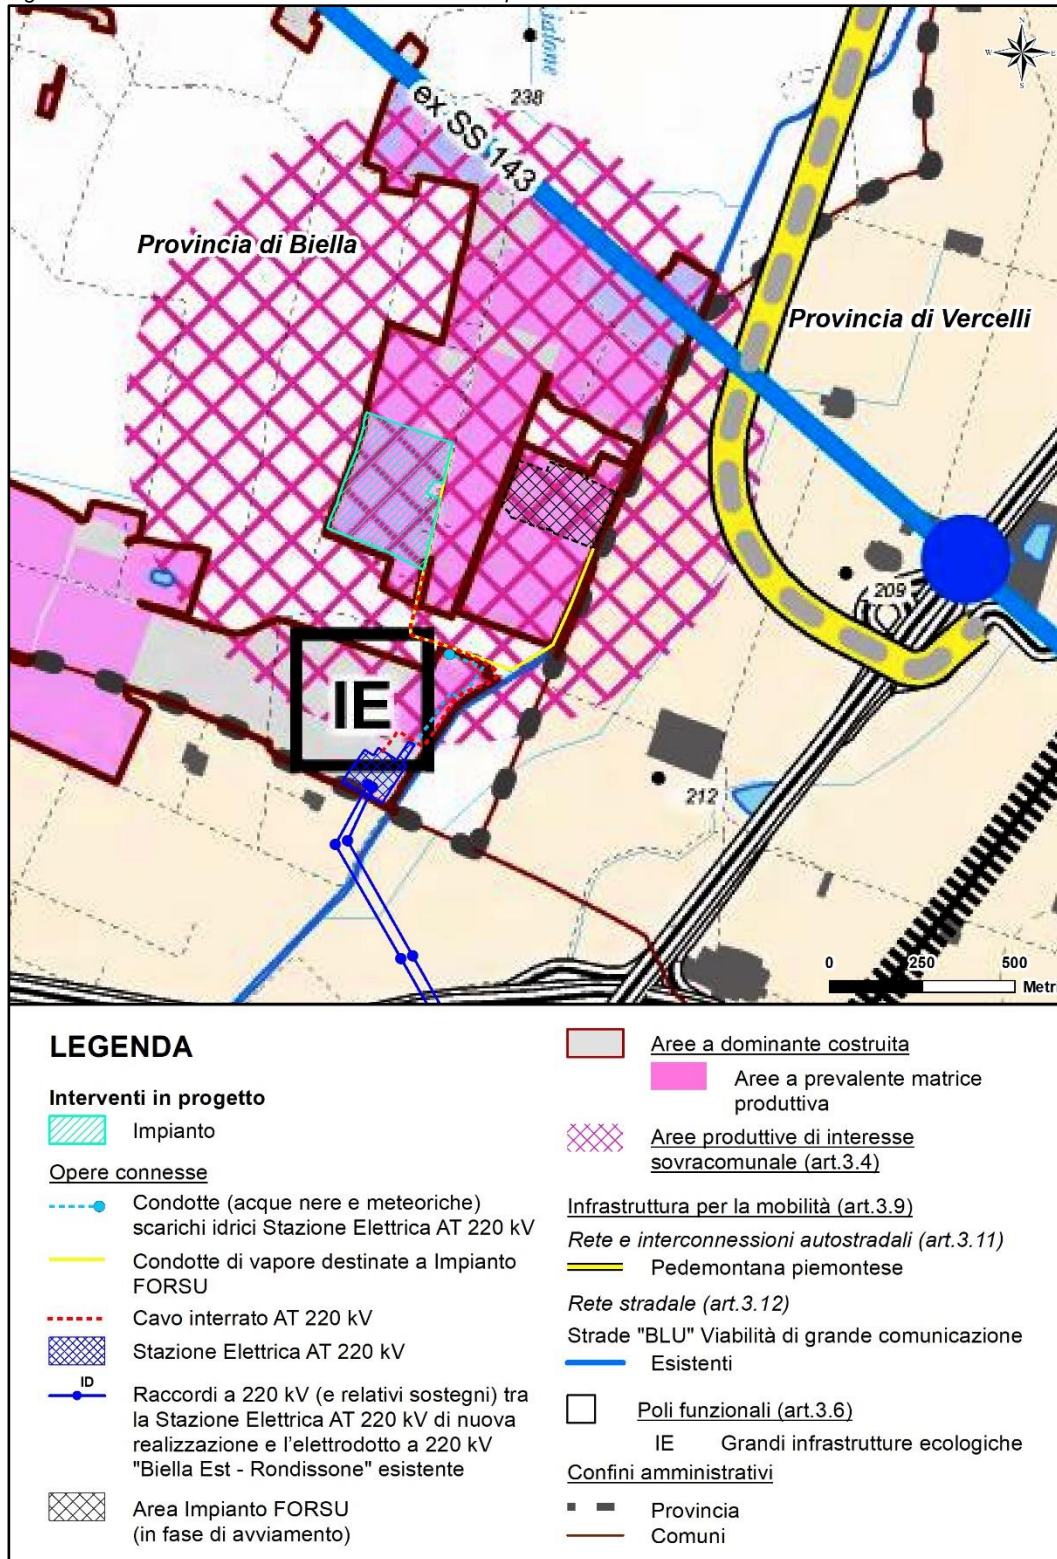 N
W
E
S
ialone
238
ex SS 143
Provincia di Biella
Provincia di Vercelli
209
IE
212
0 250 500
Metri
LEGENDA
Interventi in progetto
Impianto
Opere connesse
Condotte (acque nere e meteoriche)
scarichi idrici Stazione Elettrica AT 220 kV
Condotte di vapore destinate a Impianto
FORSU
Cavo interrato AT 220 kV
Stazione Elettrica AT 220 kV
ID
Raccordi a 220 kV (e relativi sostegni) tra
la Stazione Elettrica AT 220 kV di nuova
realizzazione e l'elettrodotto a 220 kV
"Biella Est - Rondissone" esistente
Area Impianto FORSU
(in fase di avviamento)
Aree a dominante costruita
Aree a prevalente matrice
produttiva
Aree produttive di interesse
sovracomunale (art.3.4)
Infrastruttura per la mobilità (art.3.9)
Rete e interconnessioni autostradali (art.3.11)
Pedemontana piemontese
Rete stradale (art.3.12)
Strade "BLU" Viabilità di grande comunicazione
Esistenti
Poli funzionali (art.3.6)
IE Grandi infrastrutture ecologiche
Confini amministrativi
Provincia
Comuni